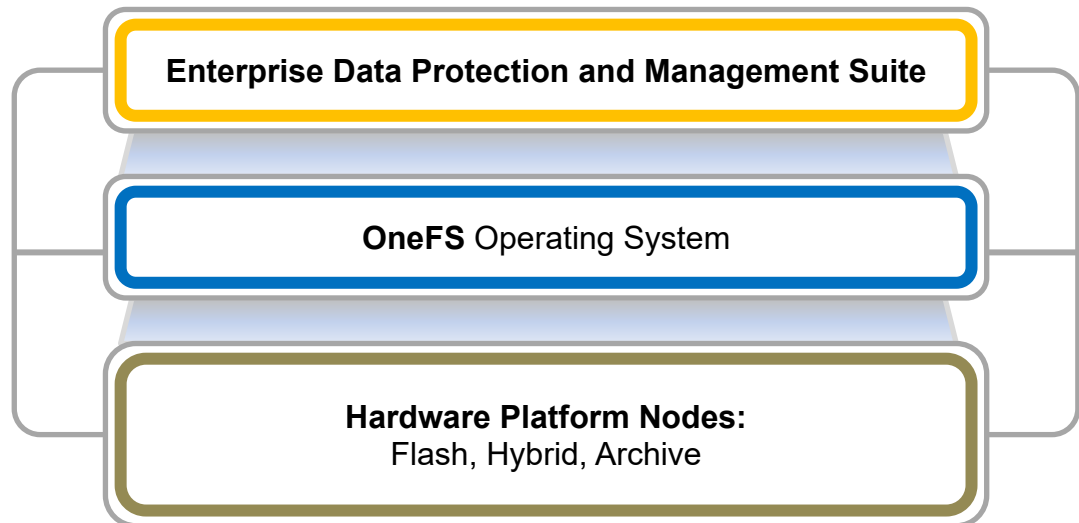 Enterprise Data Protection and Management Suite
OneFS Operating System
Hardware Platform Nodes:
Flash, Hybrid, Archive